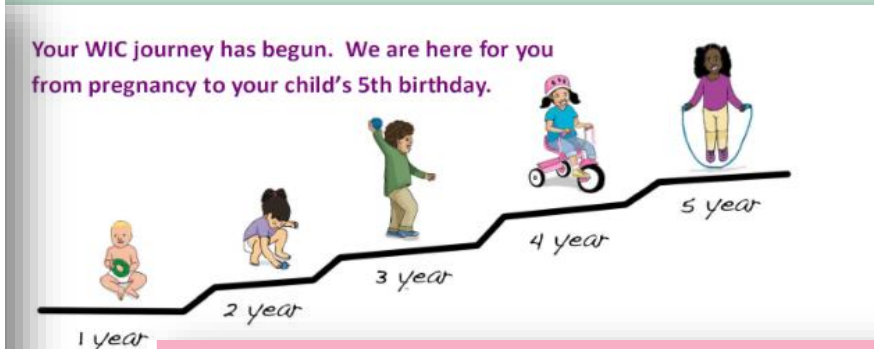 Your WIC journey has begun.  We are here for you
from pregnancy to your child's 5th birthday.
1 year
2 year
3 year
4 year
5 year